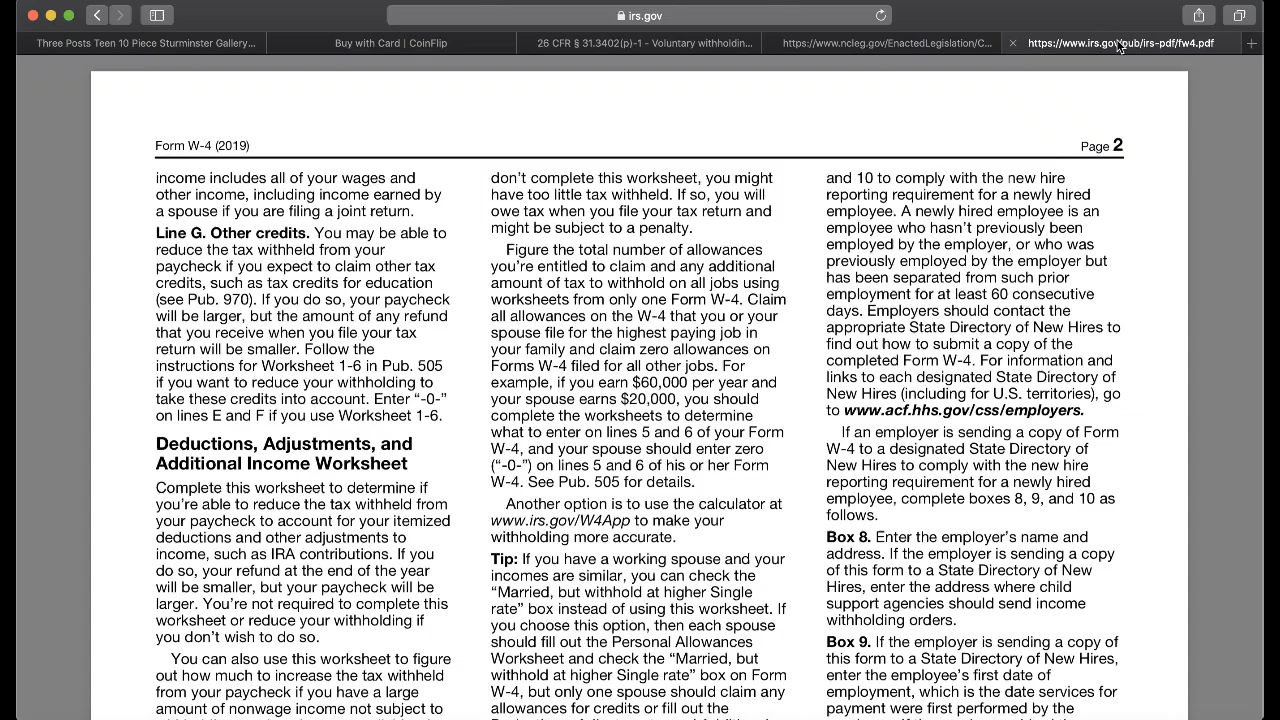 irs.gov
Three Posts Teen 10 Piece Sturminster Gallery...
Buy with Card | CoinFlip
26 CFR § 31.3402(p)-1 - Voluntary withholdin...
https://www.ncleg.gov/EnactedLegislation/C...
https://www.irs.gov/pub/irs-pdf/fw4.pdf
Form W-4 (2019)
Page 2
income includes all of your wages and
other income, including income earned by
a spouse if you are filing a joint return.
Line G. Other credits. You may be able to
reduce the tax withheld from your
paycheck if you expect to claim other tax
credits, such as tax credits for education
(see Pub. 970). If you do so, your paycheck
will be larger, but the amount of any refund
that you receive when you file your tax
return will be smaller. Follow the
instructions for Worksheet 1-6 in Pub. 505
if you want to reduce your withholding to
take these credits into account. Enter “-0-”
on lines E and F if you use Worksheet 1-6.
Deductions, Adjustments, and
Additional Income Worksheet
Complete this worksheet to determine if
you’re able to reduce the tax withheld from
your paycheck to account for your itemized
deductions and other adjustments to
income, such as IRA contributions. If you
do so, your refund at the end of the year
will be smaller, but your paycheck will be
larger. You’re not required to complete this
worksheet or reduce your withholding if
you don’t wish to do so.
You can also use this worksheet to figure
out how much to increase the tax withheld
from your paycheck if you have a large
amount of nonwage income not subject to
don’t complete this worksheet, you might
have too little tax withheld. If so, you will
owe tax when you file your tax return and
might be subject to a penalty.
Figure the total number of allowances
you’re entitled to claim and any additional
amount of tax to withhold on all jobs using
worksheets from only one Form W-4. Claim
all allowances on the W-4 that you or your
spouse file for the highest paying job in
your family and claim zero allowances on
Forms W-4 filed for all other jobs. For
example, if you earn $60,000 per year and
your spouse earns $20,000, you should
complete the worksheets to determine
what to enter on lines 5 and 6 of your Form
W-4, and your spouse should enter zero
(“-0-”) on lines 5 and 6 of his or her Form
W-4. See Pub. 505 for details.
Another option is to use the calculator at
www.irs.gov/W4App to make your
withholding more accurate.
Tip: If you have a working spouse and your
incomes are similar, you can check the
“Married, but withhold at higher Single
rate” box instead of using this worksheet. If
you choose this option, then each spouse
should fill out the Personal Allowances
Worksheet and check the “Married, but
withhold at higher Single rate” box on Form
W-4, but only one spouse should claim any
allowances for credits or fill out the
and 10 to comply with the new hire
reporting requirement for a newly hired
employee. A newly hired employee is an
employee who hasn’t previously been
employed by the employer, or who was
previously employed by the employer but
has been separated from such prior
employment for at least 60 consecutive
days. Employers should contact the
appropriate State Directory of New Hires to
find out how to submit a copy of the
completed Form W-4. For information and
links to each designated State Directory of
New Hires (including for U.S. territories), go
to www.acf.hhs.gov/css/employers.
If an employer is sending a copy of Form
W-4 to a designated State Directory of
New Hires to comply with the new hire
reporting requirement for a newly hired
employee, complete boxes 8, 9, and 10 as
follows.
Box 8. Enter the employer’s name and
address. If the employer is sending a copy
of this form to a State Directory of New
Hires, enter the address where child
support agencies should send income
withholding orders.
Box 9. If the employer is sending a copy of
this form to a State Directory of New Hires,
enter the employee’s first date of
employment, which is the date services for
payment were first performed by the